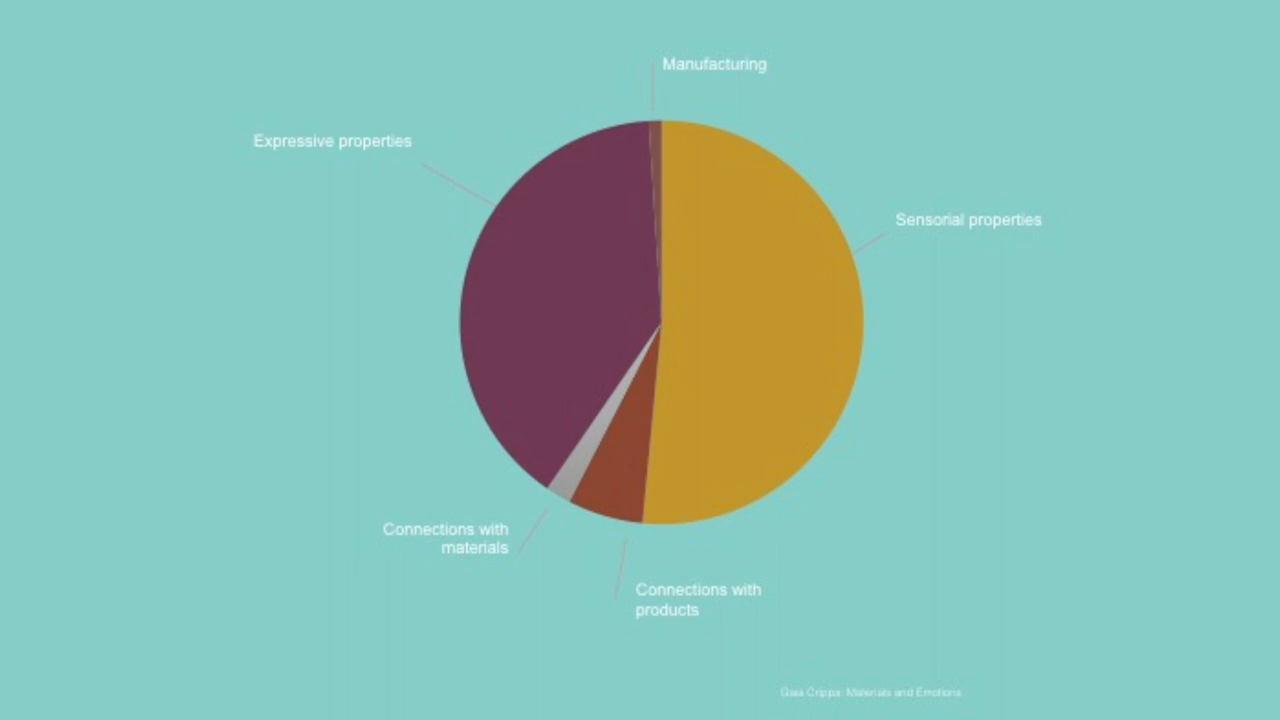 Manufacturing
Expressive properties
Sensorial properties
Connections with
materials
Connections with
products
Gaia Crippa: Materials and Emotions